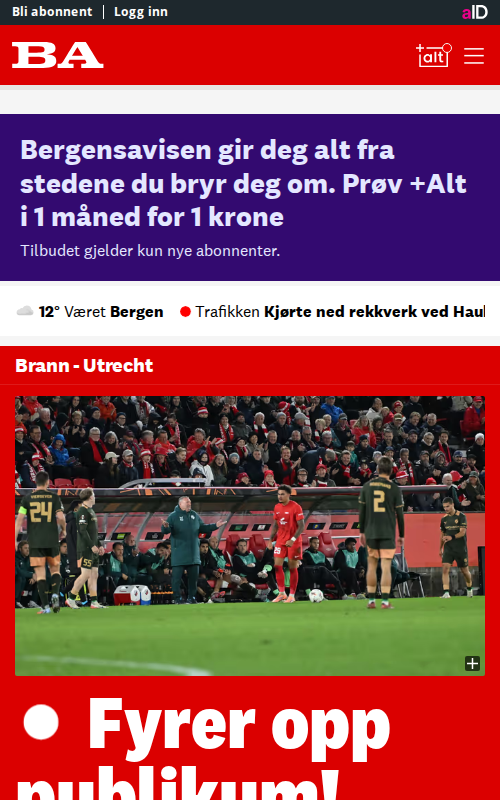 Bli abonnent | Logg inn
aID
BA
+alt
Bergensavisen gir deg alt fra
stedene du bryr deg om. Prøv +Alt
i 1 måned for 1 krone
Tilbudet gjelder kun nye abonnenter.
12° Været Bergen
Trafikken Kjørte ned rekkverk ved Haul
Brann - Utrecht
24
55
2
Fyrer opp
publikum!